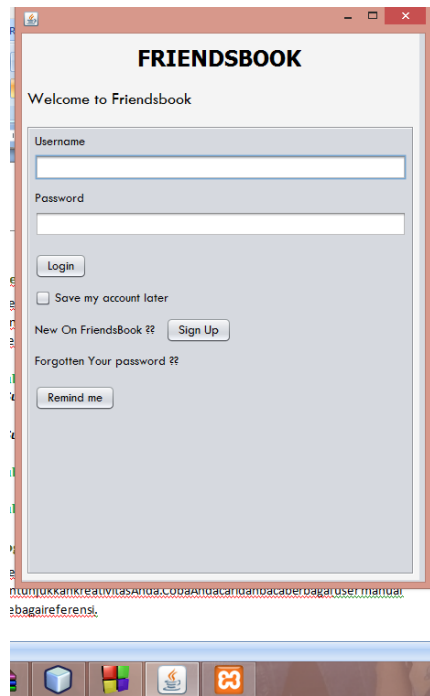 FRIENDSBOOK
Welcome to Friendsbook
Username
Password
Login
Save my account later
New On FriendsBook ?? Sign Up
Forgotten Your password ??
Remind me
ntunjukkankreativitasAnda.CobaAndacaridanbacaberbagaiuser manual
ebagaireferensi.